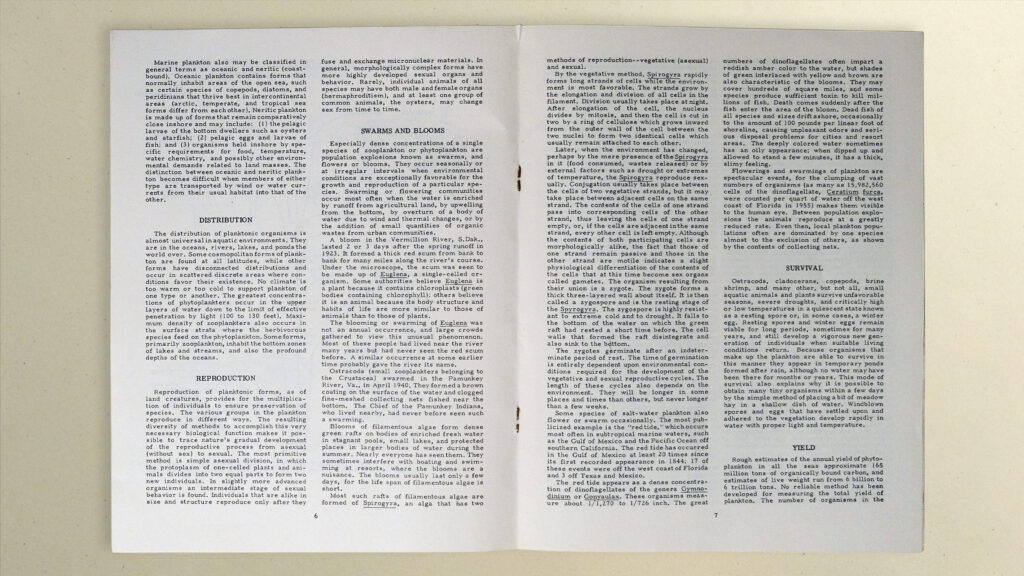 Marine plankton also may be classified in
general terms as oceanic and neritic (coast-
bound). Oceanic plankton contains forms that
normally inhabit areas of the open sea, such
as certain species of copepods, diatoms, and
peridinians that thrive best in intercontinental
areas (arctic, temperate, and tropical sea
forms differ from each other). Neritic plankton
is made up of forms that remain comparatively
close inshore and may include: (1) the pelagic
larvae of the bottom dwellers such as oysters
and starfish; (2) pelagic eggs and larvae of
fish; and (3) organisms held inshore by spe-
cific requirements for food, temperature,
water chemistry, and possibly other environ-
mental demands related to land masses. The
distinction between oceanic and neritic plank-
ton becomes difficult when members of either
type are transported by wind or water cur-
rents from their usual habitat into that of the
other.
DISTRIBUTION
The distribution of planktonic organisms is
almost universal in aquatic environments. They
are in the oceans, rivers, lakes, and ponds the
world over. Some cosmopolitan forms of plank-
ton are found at all latitudes, while other
forms have disconnected distributions and
occur in scattered discrete areas where con-
ditions favor their existence. No climate is
too warm or too cold to support plankton of
one type or another. The greatest concentra-
tions of phytoplankters occur in the upper
layers of water down to the limit of effective
penetration by light (100 to 130 feet). Maxi-
mum density of zooplankters also occurs in
the surface strata where the herbivorous
species feed on the phytoplankton. Some forms,
primarily zooplankton, inhabit the bottom zones
of lakes and streams, and also the profound
depths of the ocean.
REPRODUCTION
Reproduction of planktonic forms, as of
land creatures, provides for the multiplica-
tion of individuals to ensure preservation of
species. The various groups in the plankton
reproduce in different ways. The resulting
diversity of methods to accomplish this very
necessary biological function makes it pos-
sible to trace nature's gradual development
of the reproductive process from asexual
(without sex) to sexual. The most primitive
method is simple asexual division, in which
the protoplasm of one-celled plants and ani-
mals divides into two equal parts to form two
new individuals. In slightly more advanced
organisms an intermediate stage of sexual
behavior is found. Individuals that are alike in
size and structure reproduce only after they
fuse and exchange micronuclear materials. In
general, morphologically complex forms have
more highly developed sexual organs and
behavior. Rarely, individual animals of all
species may have both male and female organs
(hermaphroditism), and at least one group of
common animals, the oysters, may change
sex from time to time.
SWARMS AND BLOOMS
Especially dense concentrations of a single
species of zooplankton or phytoplankton are
population explosions known as swarms, and
flowers or blooms. They occur seasonally or
at irregular intervals when environmental
conditions are exceptionally favorable for the
growth and reproduction of a particular spe-
cies. Swarming or flowering communities
occur most often when the water is enriched
by runoff from agricultural land, by upwelling
from the bottom, by overturn of a body of
water due to wind and thermal changes, or by
the addition of small quantities of organic
wastes from urban communities.
A bloom in the Vermillion River, S. Dak.,
lasted 2 or 3 days after the spring runoff in
1923. It formed a thick red scum from bank to
bank for many miles along the river's course.
Under the microscope, the scum was seen to
be made up of Euglena, a single-celled or-
ganism. Some authorities believe Euglena is
a plant because it contains chloroplasts (green
bodies containing chlorophyll); others believe
it is an animal because the body structure and
habits of life are more similar to those of
animals than to those of plants.
The blooming or swarming of Euglena was
not an annual occurrence, and large crowds
gathered to view this unusual phenomenon.
Most of these people had lived near the river
many years but had never seen the red scum
before. A similar occurrence at some earlier
time probably gave the river its name.
Ostracods (small zooplankters belonging to
the Crustacea) swarmed in the Pamunkey
River, Va., in April 1940. They formed a brown
coating on the surface of the water and clogged
fine-meshed collecting nets fished near the
bottom. The Chief of the Pamunkey Indians,
who lived nearby, had never before seen such
a swarming.
Blooms of filamentous algae form dense
green rafts on bodies of enriched fresh water
in stagnant pools, small lakes, and protected
places in larger bodies of water during the
summer. Nearly everyone has seen them. They
sometimes interfere with boating and swim-
ming at resorts, where the blooms are a
nuisance. The blooms usually last only a few
days, for the life span of filamentous algae is
short.
Most such rafts of filamentous algae are
formed of Spirogyra, an alga that has two
6
methods of reproduction--vegetative (asexual)
and sexual.
By the vegetative method, Spirogyra rapidly
forms long strands of cells while the environ-
ment is most favorable. The strands grow by
the elongation and division of all cells in the
filament. Division usually takes place at night.
After elongation of the cell, the nucleus
divides by mitosis, and then the cell is cut in
two by a ring of cellulose which grows inward
from the outer wall of the cell between the
two nuclei to form two identical cells which
usually remain attached to each other.
Later, when the environment has changed,
perhaps by the mere presence of the Spirogyra
in it (food consumed, wastes released) or by
external factors such as drought or extremes
of temperature, the Spirogyra reproduce sex-
ually. Conjugation usually takes place between
the cells of two vegetative strands, but it may
take place between adjacent cells on the same
strand. The contents of the cells of one strand
pass into corresponding cells of the other
strand, thus leaving the cells of one strand
empty, or, if the cells are adjacent in the same
strand, every other cell is left empty. Although
the contents of both participating cells are
morphologically alike, the fact that those of
one strand remain passive and those in the
other strand are motile indicates a slight
physiological differentiation of the contents of
the cells that at this time become sex organs
called gametes. The organism resulting from
their union is a zygote. The zygote forms a
thick three-layered wall about itself. It is then
called a zygospore and is the resting stage of
the Spyrogyra. The zygospore is highly resist-
ant to extreme cold and to drought. It falls to
the bottom of the water on which the green
raft had rested a short time before. The cell
walls that formed the raft disintegrate and
also sink to the bottom.
The zygotes germinate after an indeter-
minate period of rest. The time of germination
is entirely dependent upon environmental con-
ditions required for the development of the
vegetative and sexual reproductive cycles. The
length of these cycles also depends on the
environment. They will be longer in some
places and times than others, but never longer
than a few weeks.
Some species of salt-water plankton also
flower or swarm occasionally. The most pub-
licized example is the "red tide," which occurs
most often in subtropical marine waters, such
as the Gulf of Mexico and the Pacific Ocean off
southern California. The red tide has occurred
in the Gulf of Mexico at least 20 times since
its first recorded appearance in 1844; 17 of
these events were off the west coast of Florida
and 3 off Texas and Mexico.
The red tide appears as a dense concentra-
tion of dinoflagellates of the genera Gymno-
dinium or Gonyaulax. These organisms meas-
ure about 1/1,270 to 1/726 inch. The great
numbers of dinoflagellates often impart a
reddish amber color to the water, but shades
of green interlaced with yellow and brown are
also characteristic of the blooms. They may
cover hundreds of square miles, and some
species produce sufficient toxin to kill mil-
lions of fish. Death comes suddenly after the
fish enter the area of the bloom. Dead fish of
all species and sizes drift ashore, occasionally
to the amount of 100 pounds per linear foot of
shoreline, causing unpleasant odors and seri-
ous disposal problems for cities and resort
areas. The deeply colored water sometimes
has an oily appearance; when dipped up and
allowed to stand a few minutes, it has a thick,
slimy feeling.
Flowerings and swarmings of plankton are
spectacular events, for the clumping of vast
numbers of organisms (as many as 15,982,560
cells of the dinoflagellate, Ceratium furca,
were counted per quart of water off the west
coast of Florida in 1955) makes them visible
to the human eye. Between population explo-
sions the animals reproduce at a greatly
reduced rate. Even then, local plankton popu-
lations often are dominated by one species
almost to the exclusion of others, as shown
by the contents of collecting nets.
SURVIVAL
Ostracods, cladocerans, copepods, brine
shrimp, and many other, but not all, small
aquatic animals and plants survive unfavorable
seasons, severe droughts, and critically high
or low temperatures in a quiescent state known
as a resting spore or, in some cases, a winter
egg. Resting spores and winter eggs remain
viable for long periods, sometimes for many
years, and still develop a vigorous new gen-
eration of individuals when suitable living
conditions return. Because organisms that
make up the plankton are able to survive in
this manner they appear in temporary ponds
formed after rain, although no water may have
been there for months or years. This mode of
survival also explains why it is possible to
obtain many tiny organisms within a few days
by the simple method of placing a bit of meadow
hay in a shallow dish of water. Windblown
spores and eggs that have settled upon and
adhered to the vegetation develop rapidly in
water with proper light and temperature.
YIELD
Rough estimates of the annual yield of phyto-
plankton in all the seas approximate 165
million tons of organically bound carbon, and
estimates of live weight run from 6 billion to
6 trillion tons. No reliable method has been
developed for measuring the total yield of
plankton. The number of organisms in the
7